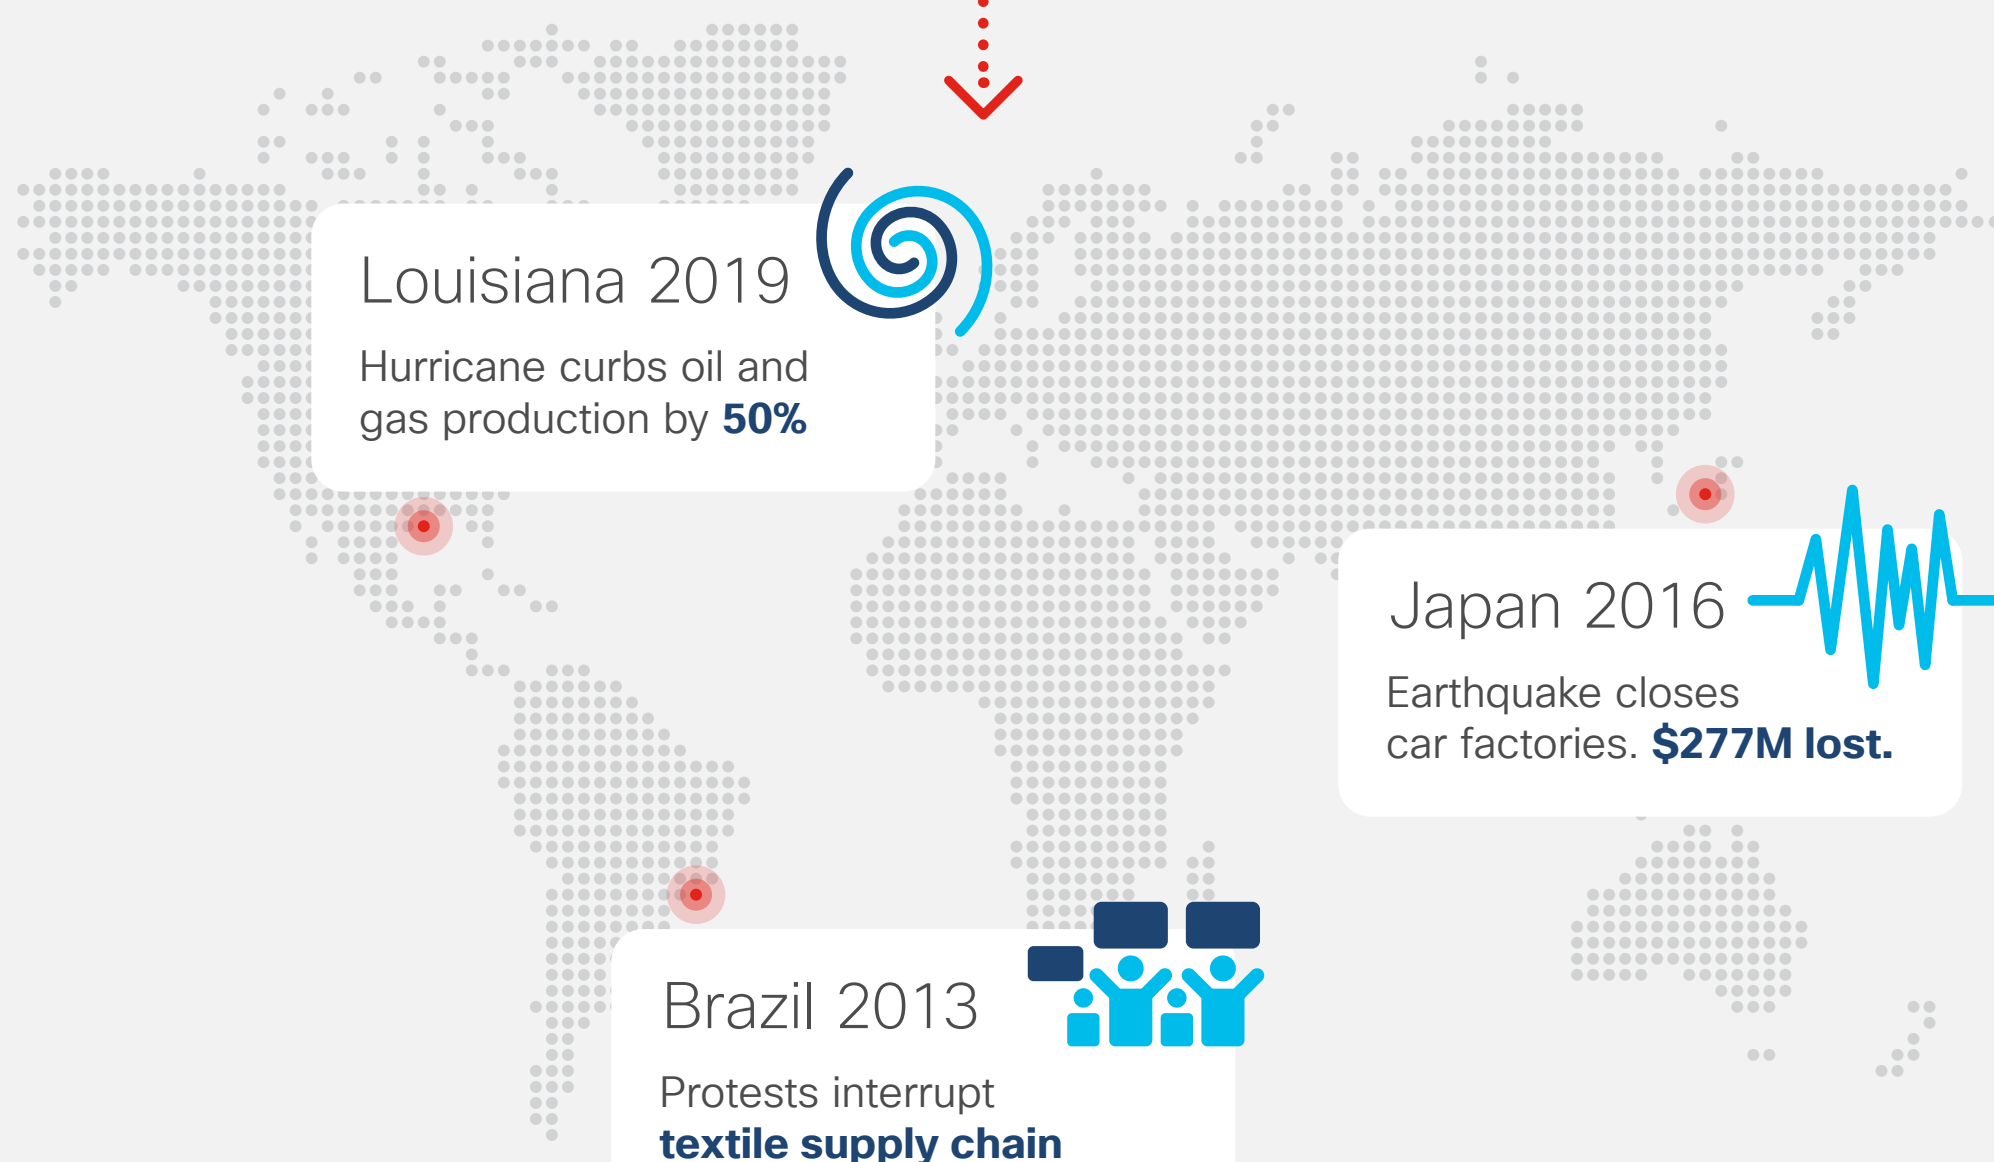 Louisiana 2019
Hurricane curbs oil and
gas production by 50%
Japan 2016
Earthquake closes
car factories. $277M lost.
Brazil 2013
Protests interrupt
textile supply chain